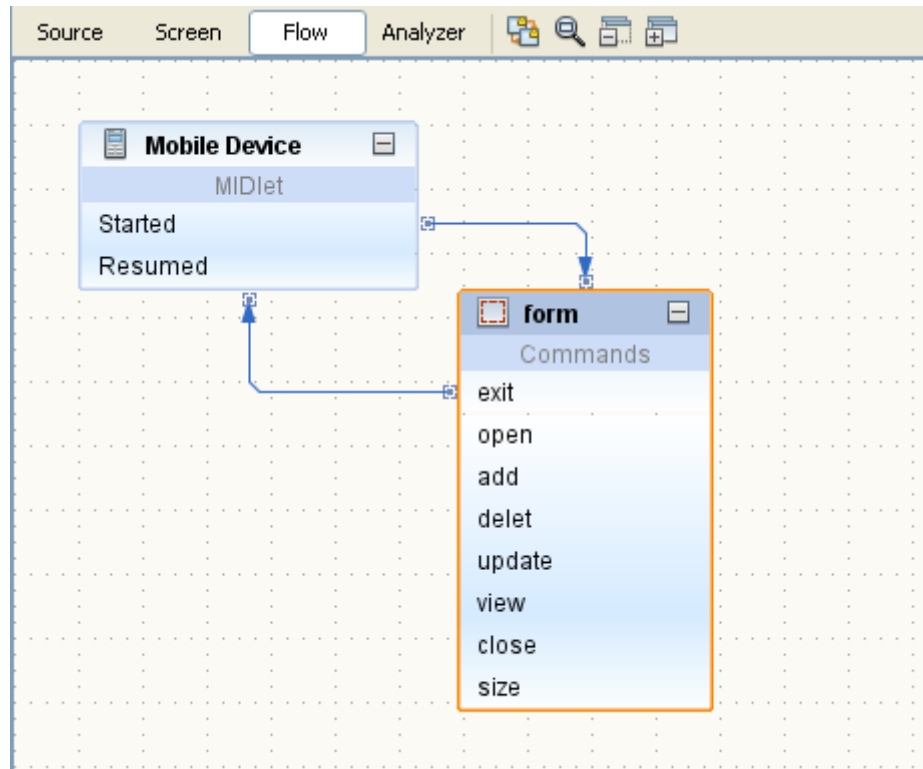 Source Screen Flow Analyzer
Mobile Device
MIDlet
Started
Resumed
form
Commands
exit
open
add
delet
update
view
close
size